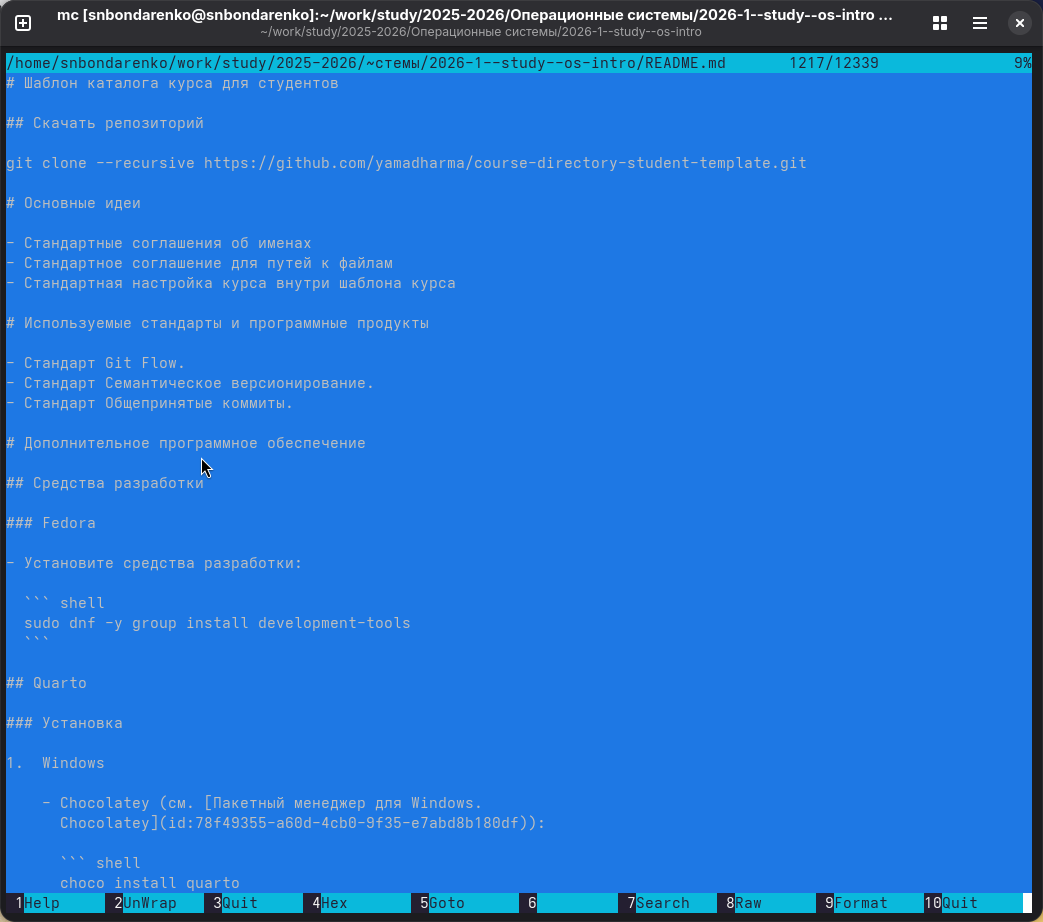 mc [snbondarenko@snbondarenko]:~/work/study/2025-2026/Операционные системы/2026-1--study--os-intro ...
~/work/study/2025-2026/Операционные системы/2026-1--study--os-intro
/home/snbondarenko/work/study/2025-2026/~стемы/2026-1--study--os-intro/README.md 1217/12339 9%
# Шаблон каталога курса для студентов
## Скачать репозиторий
git clone --recursive https://github.com/yamadharma/course-directory-student-template.git
# Основные идеи
- Стандартные соглашения об именах
- Стандартное соглашение для путей к файлам
- Стандартная настройка курса внутри шаблона курса
# Используемые стандарты и программные продукты
- Стандарт Git Flow.
- Стандарт Семантическое версионирование.
- Стандарт Общепринятые коммиты.
# Дополнительное программное обеспечение
## Средства разработки
### Fedora
- Установите средства разработки:
``` shell
sudo dnf -y group install development-tools
```
## Quarto
### Установка
1. Windows
- Chocolatey (см. [Пакетный менеджер для Windows.
Chocolatey](id:78f49355-a60d-4cb0-9f35-e7abd8b180df)):
``` shell
choco install quarto
1Help 2UnWrap 3Quit 4Hex 5Goto 6 7Search 8Raw 9Format 10Quit